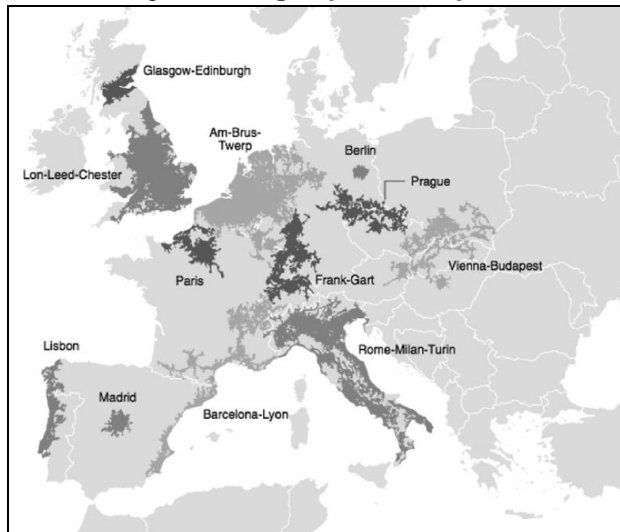 Glasgow-Edinburgh
Am-Brus-
Twerp
Berlin
Lon-Leed-Chester
Prague
Paris
Frank-Gart
Vienna-Budapest
Lisbon
Rome-Milan-Turin
Madrid
Barcelona-Lyon